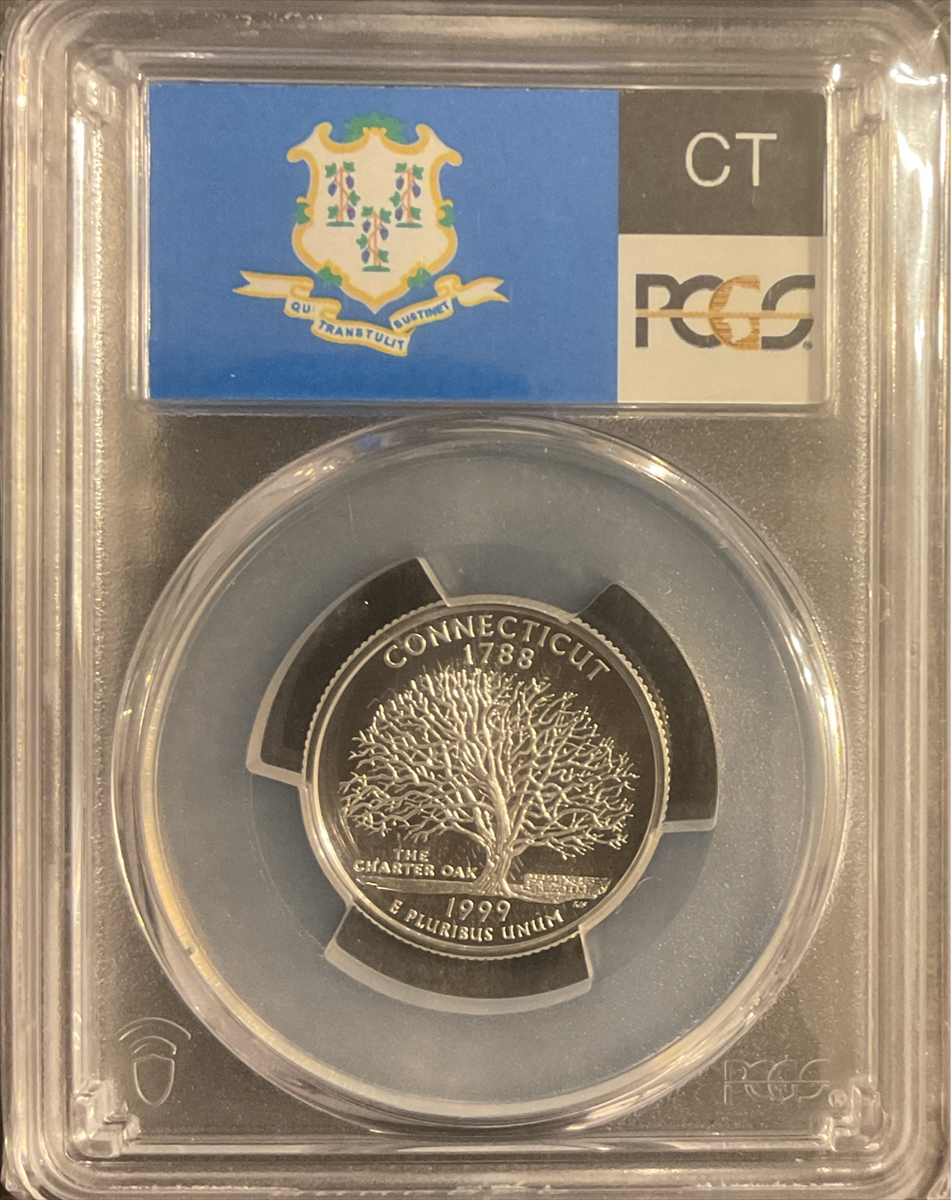 CT
PCGS
QUI
TRANSTULIT
SUSTINET
CONNECTICUT
1788
THE
CHARTER OAK
1999
E PLURIBUS UNUM
PCGS